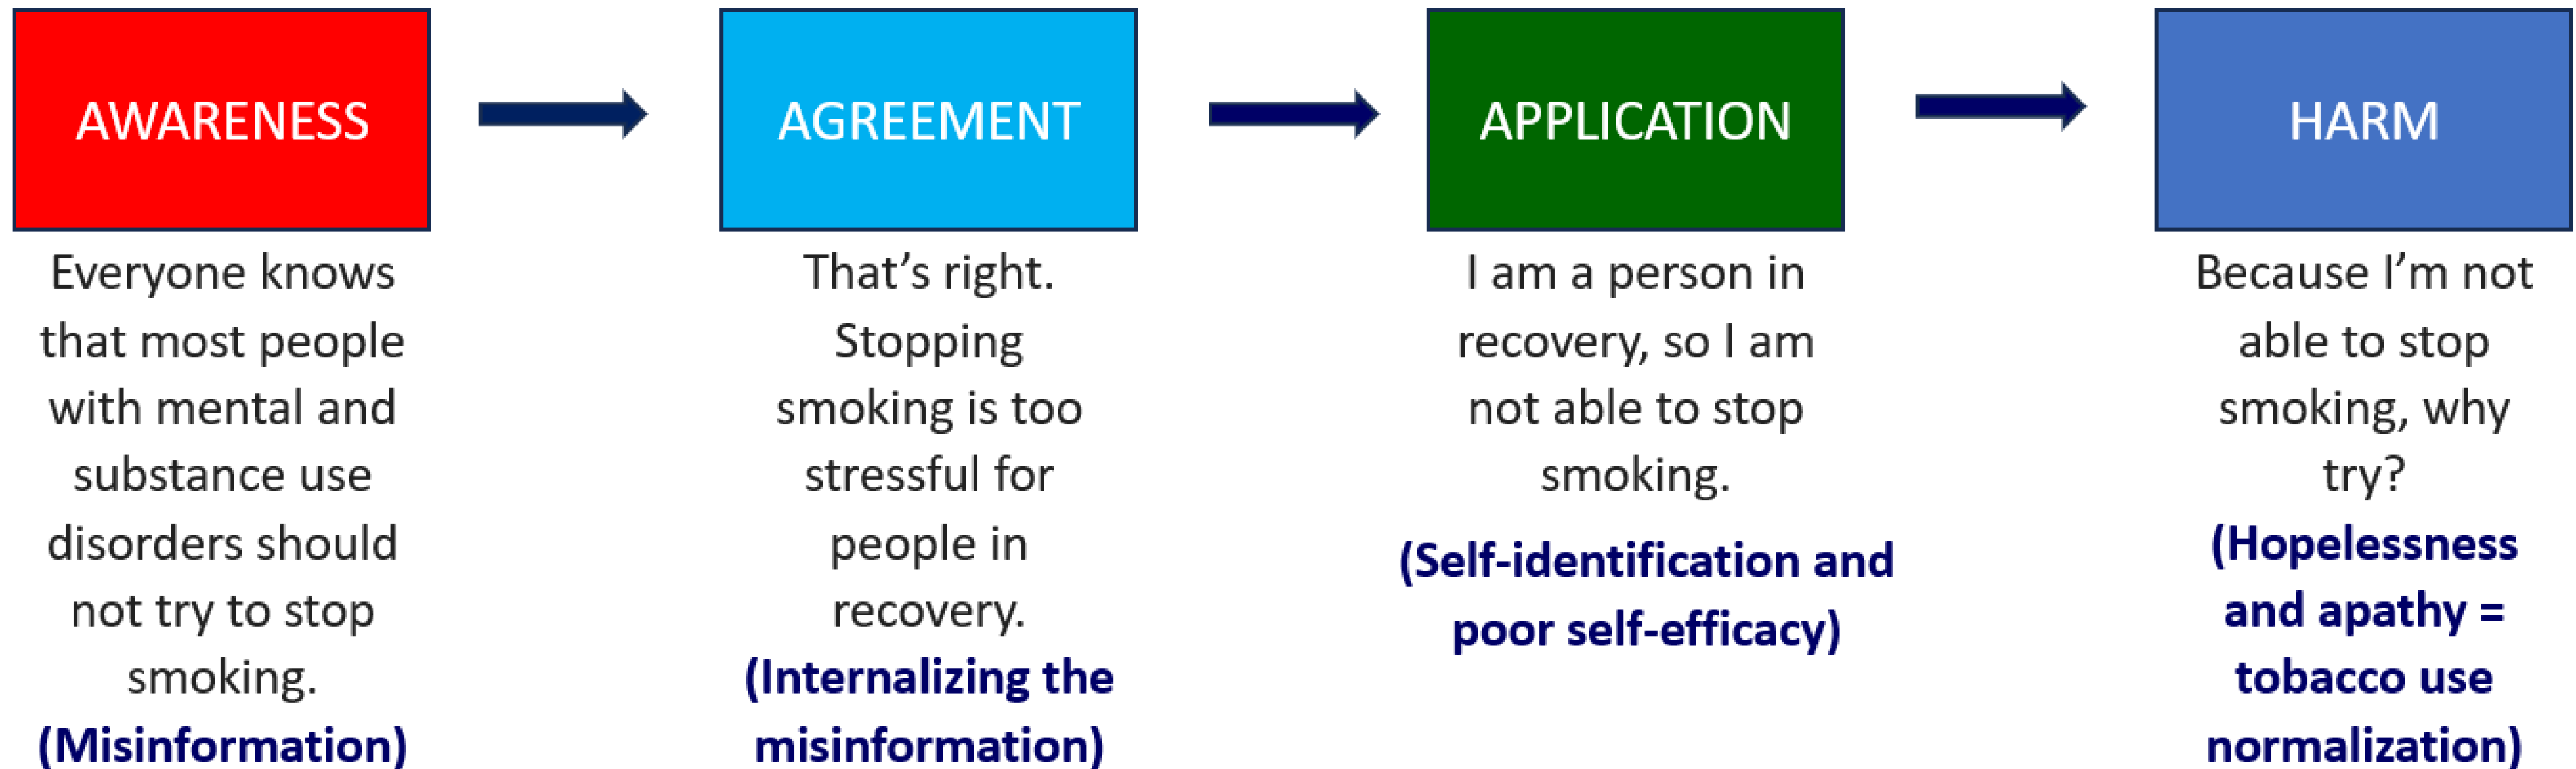 AWARENESS
Everyone knows
that most people
with mental and
substance use
disorders should
not try to stop
smoking.
(Misinformation)
AGREEMENT
That’s right.
Stopping
smoking is too
stressful for
people in
recovery.
(Internalizing the
misinformation)
APPLICATION
I am a person in
recovery, so I am
not able to stop
smoking.
(Self-identification and
poor self-efficacy)
HARM
Because I’m not
able to stop
smoking, why
try?
(Hopelessness
and apathy =
tobacco use
normalization)